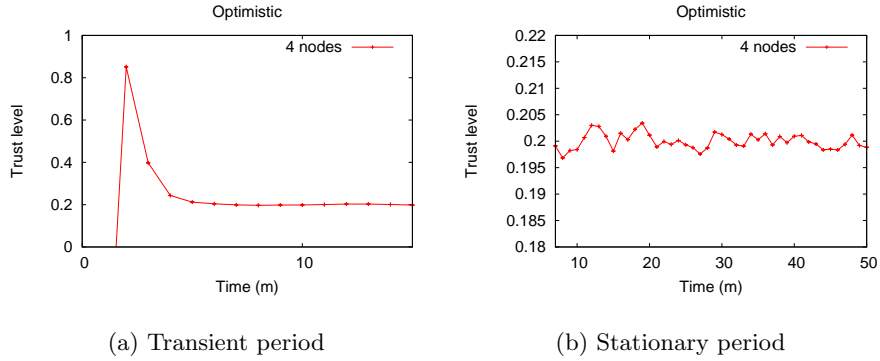 Optimistic
4 nodes
Trust level
1
0.8
0.6
0.4
0.2
0
0
10
Time (m)
(a) Transient period
Optimistic
4 nodes
Trust level
0.22
0.215
0.21
0.205
0.2
0.195
0.19
0.185
0.18
10
20
30
40
50
Time (m)
(b) Stationary period